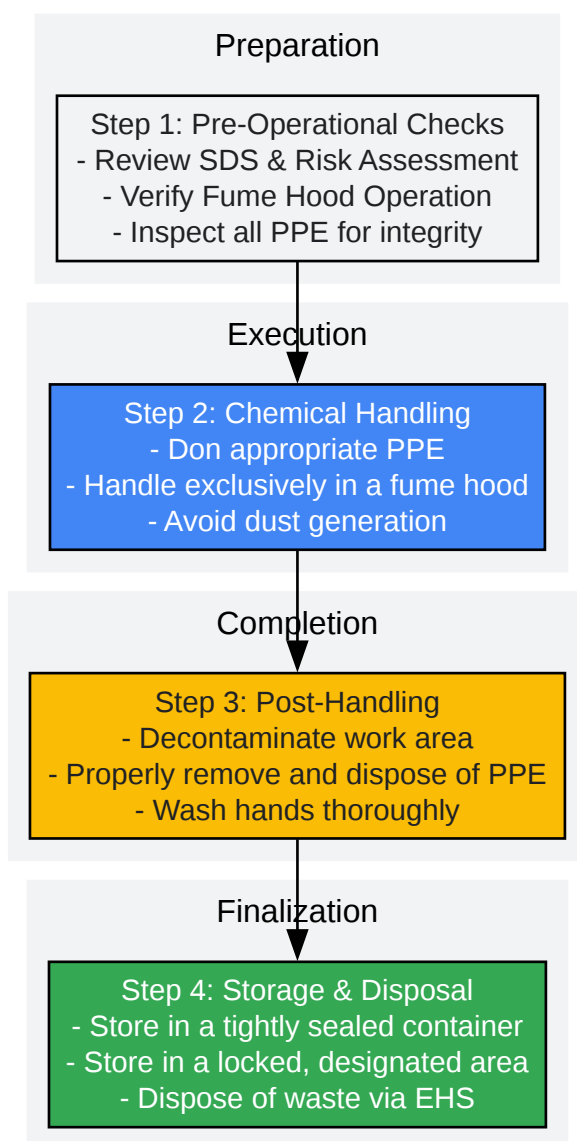 Preparation
Step 1: Pre-Operational Checks
- Review SDS & Risk Assessment
- Verify Fume Hood Operation
- Inspect all PPE for integrity
Execution
Step 2: Chemical Handling
- Don appropriate PPE
- Handle exclusively in a fume hood
- Avoid dust generation
Completion
Step 3: Post-Handling
- Decontaminate work area
- Properly remove and dispose of PPE
- Wash hands thoroughly
Finalization
Step 4: Storage & Disposal
- Store in a tightly sealed container
- Store in a locked, designated area
- Dispose of waste via EHS